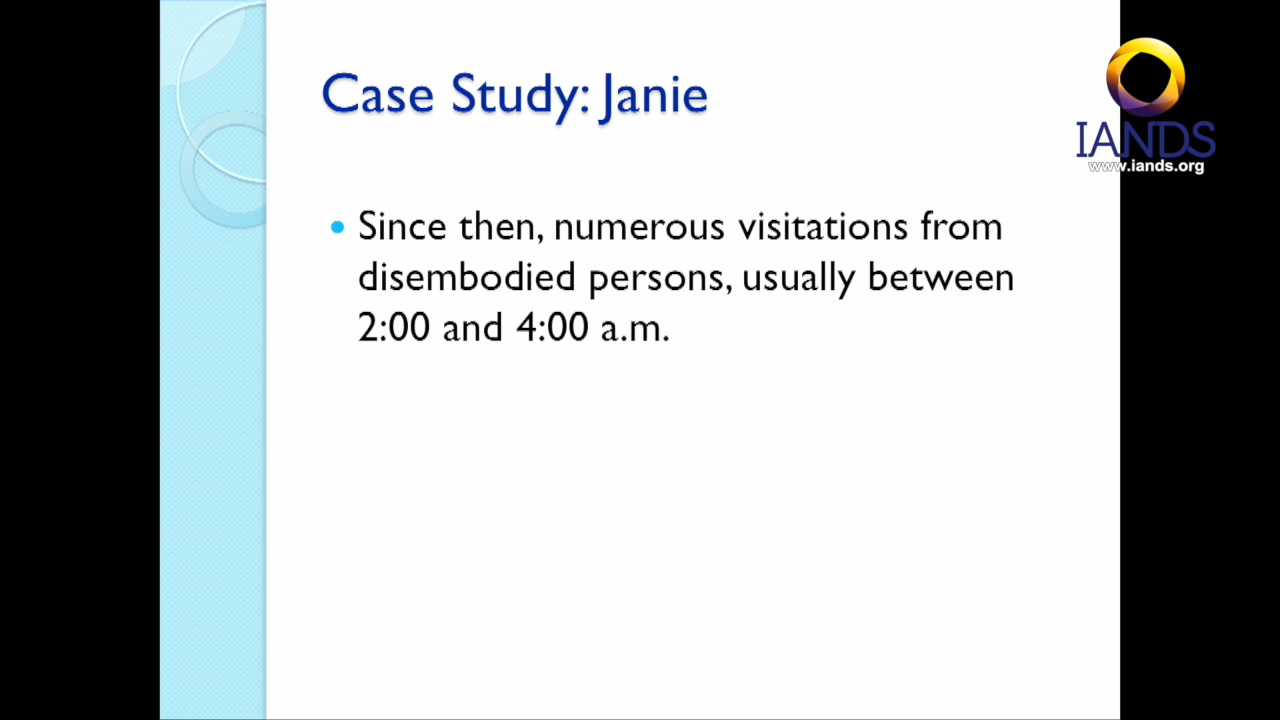 Case Study: Janie
IANDS
www.iands.org
• Since then, numerous visitations from
disembodied persons, usually between
2:00 and 4:00 a.m.